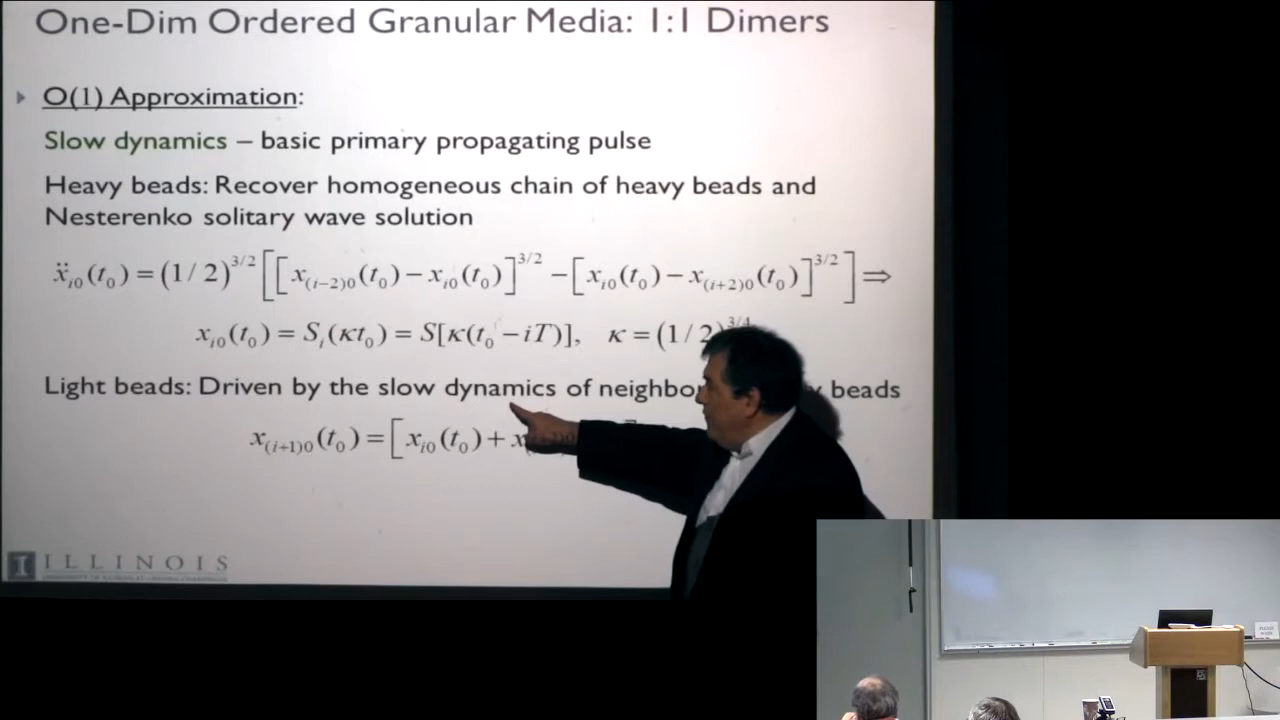 One-Dim Ordered Granular Media: 1:1 Dimers
O(1) Approximation:
Slow dynamics – basic primary propagating pulse
Heavy beads: Recover homogeneous chain of heavy beads and
Nesterenko solitary wave solution
ẍ_{i0}(t_0) = (1/2)^{3/2} [ [x_{(i−2)0}(t_0) − x_{i0}(t_0)]^{3/2} − [x_{i0}(t_0) − x_{(i+2)0}(t_0)]^{3/2} ] ⇒
x_{i0}(t_0) = S_i(κt_0) = S[κ(t_0 − iT)], κ = (1/2)^{3/4}
Light beads: Driven by the slow dynamics of beads
x_{(i+1)0}(t_0) = [x_{i0}(t_0) + x
I ILLINOIS
PLEASE